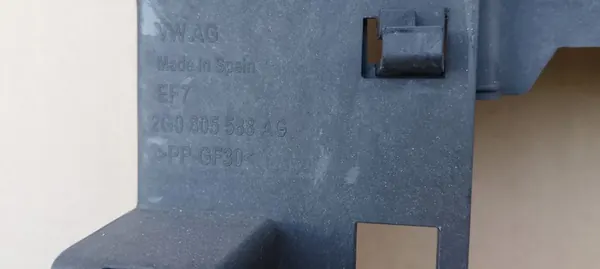 VW AG
Made in Spain
EF7
2G0 805 588 AG
>PP GF30<